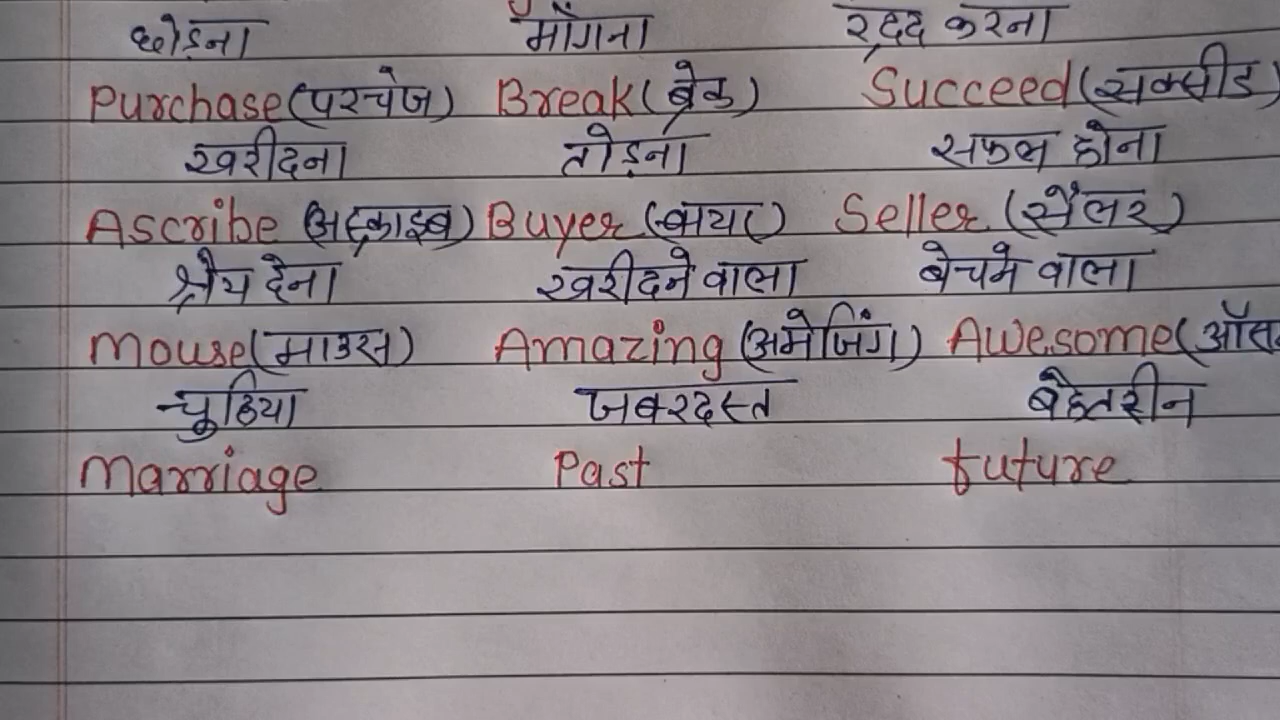 छोड़ना माँगना रद्द करना
Purchase (परचेज) Break (ब्रेक) Succeed (सक्सीड)
खरीदना तोड़ना सफल होना
Ascribe (अस्क्राइब) Buyer (बायर) Seller (सेलर)
श्रेय देना खरीदने वाला बेचने वाला
Mouse (माउस) Amazing (अमेजिंग) Awesome (ऑस
चुहिया जबरदस्त बेहतरीन
Marriage Past future